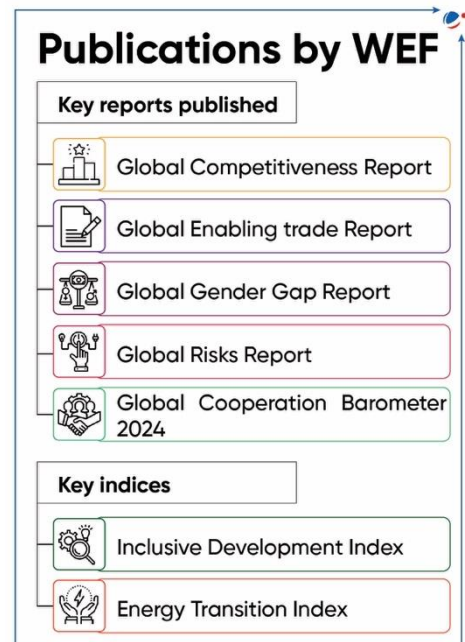 Publications by WEF
Key reports published
Global Competitiveness Report
Global Enabling trade Report
Global Gender Gap Report
Global Risks Report
Global Cooperation Barometer
2024
Key indices
Inclusive Development Index
Energy Transition Index